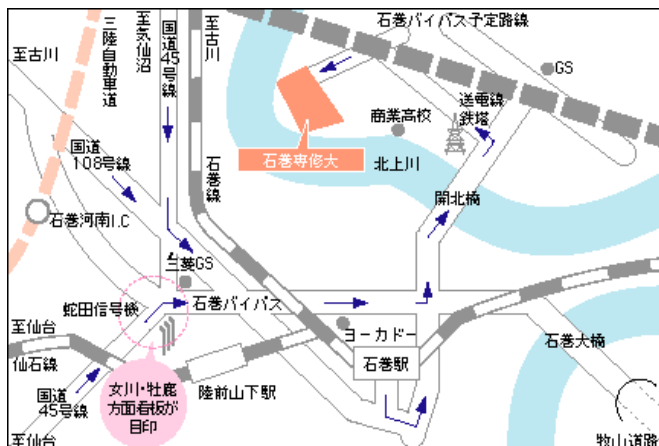 石巻バイパス予定路線
至古川
三陸自動車道
至気仙沼
国道
45号線
至古川
GS
送電線
鉄塔
商業高校
国道
108号線
石巻専修大
北上川
石巻線
開北橋
石巻河南I.C
三菱GS
蛇田信号機
石巻バイパス
至仙台
仙石線
ヨーカドー
石巻大橋
石巻駅
女川・牡鹿
方面看板が
目印
陸前山下駅
国道
45号線
至仙台
牧山道路